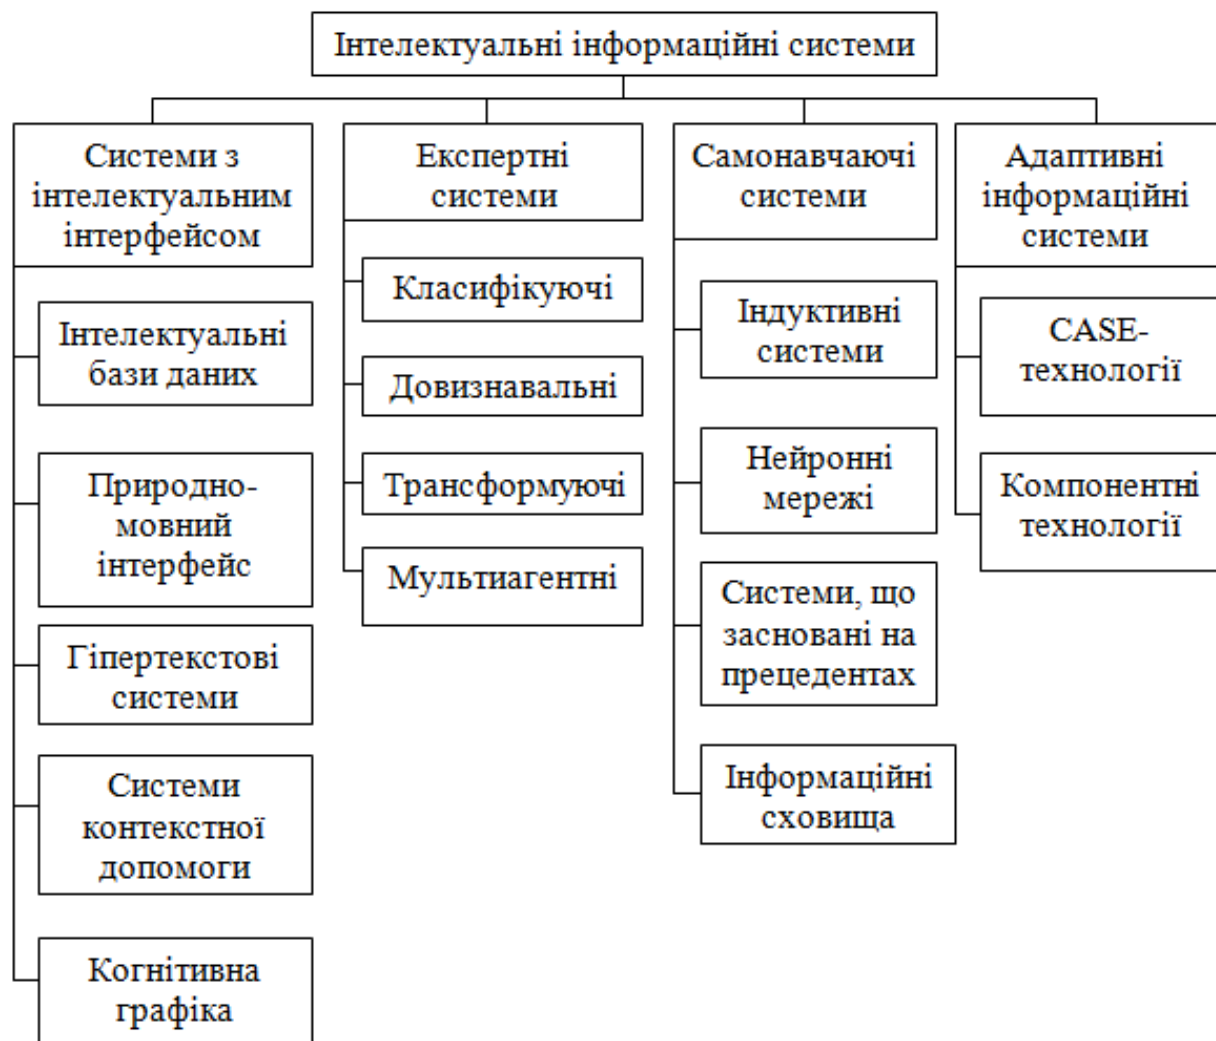 Інтелектуальні інформаційні системи
Системи з
інтелектуальним
інтерфейсом
Інтелектуальні
бази даних
Природно-
мовний
інтерфейс
Гіпертекстові
системи
Системи
контекстної
допомоги
Когнітивна
графіка
Експертні
системи
Класифікуючі
Довизнавальні
Трансформуючі
Мультиагентні
Самонавчаючі
системи
Індуктивні
системи
Нейронні
мережі
Системи, що
засновані на
прецедентах
Інформаційні
сховища
Адаптивні
інформаційні
системи
CASE-
технології
Компонентні
технології